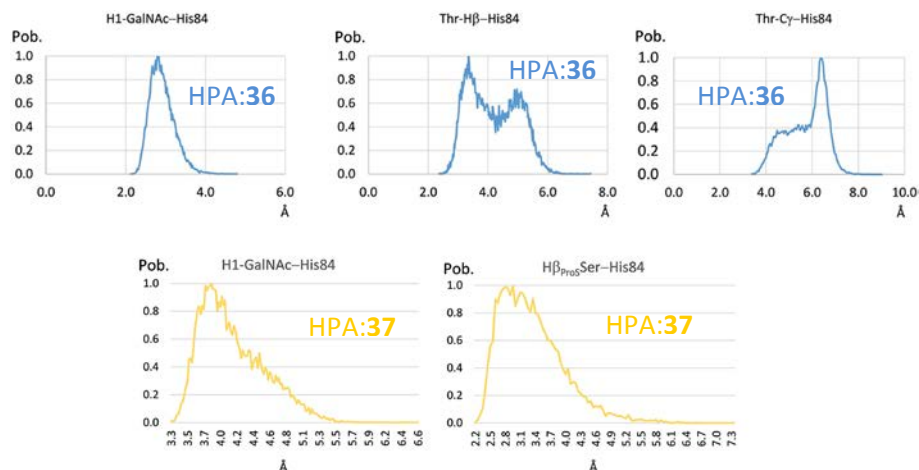 H1-GalNAc–His84
Pob.
1.0
0.8
0.6
0.4
0.2
0.0
HPA:36
0.0 2.0 4.0 6.0
Å
Thr-Hβ–His84
Pob.
1.0
0.8
0.6
0.4
0.2
0.0
HPA:36
0.0 2.0 4.0 6.0 8.0
Å
Thr-Cγ–His84
Pob.
1.0
0.8
0.6
0.4
0.2
0.0
HPA:36
0.0 2.0 4.0 6.0 8.0 10.0
Å
H1-GalNAc–His84
Pob.
1.0
0.8
0.6
0.4
0.2
0.0
HPA:37
3.3 3.5 3.7 3.8 4.0 4.2 4.4 4.6 4.8 4.9 5.1 5.3 5.5 5.7 5.9 6.0 6.2 6.4 6.6
Å
HβProSSer–His84
Pob.
1.0
0.8
0.6
0.4
0.2
0.0
HPA:37
2.2 2.5 2.8 3.1 3.4 3.7 4.0 4.3 4.6 4.9 5.2 5.5 5.8 6.1 6.4 6.7 7.0 7.3
Å